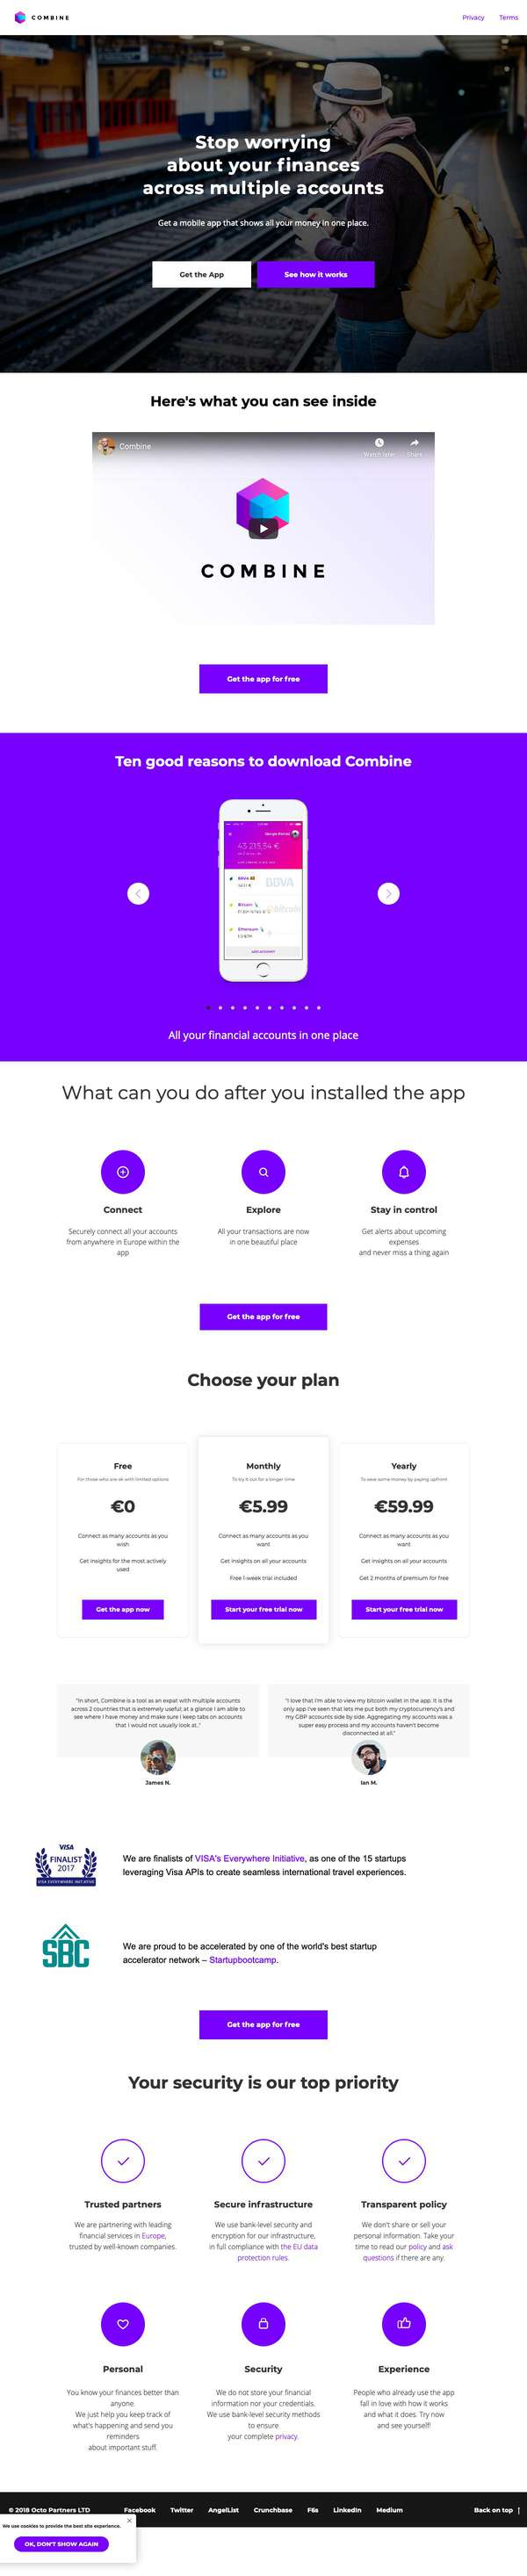 COMBINE
Privacy Terms
Stop worrying
about your finances
across multiple accounts
Get a mobile app that shows all your money in one place.
Get the App
See how it works
Here's what you can see inside
Combine
Watch later Share
COMBINE
Get the app for free
Ten good reasons to download Combine
43 215,54 €
BBVA
BBVA
Bitcoin
bitcoin
Ethereum
ADD ACCOUNT
All your financial accounts in one place
What can you do after you installed the app
Connect
Securely connect all your accounts
from anywhere in Europe within the
app
Explore
All your transactions are now
in one beautiful place
Stay in control
Get alerts about upcoming
expenses
and never miss a thing again
Get the app for free
Choose your plan
Free
For those who are ok with limited options
€0
Connect as many accounts as you
wish
Get insights for the most actively
used
Get the app now
Monthly
To try it out for a longer time
€5.99
Connect as many accounts as you
want
Get insights on all your accounts
Free 1-week trial included
Start your free trial now
Yearly
To save some money by paying upfront
€59.99
Connect as many accounts as you
want
Get insights on all your accounts
Get 2 months of premium for free
Start your free trial now
"In short, Combine is a tool as an expat with multiple accounts
across 2 countries that is extremely useful; at a glance I am able to
see where I have money and make sure I keep tabs on accounts
that I would not usually look at."
James N.
"I love that I'm able to view my bitcoin wallet in the app. It is the
only app I've seen that lets me put both my cryptocurrency's and
my GBP accounts side by side. Aggregating my accounts was a
super easy process and my accounts haven't become
disconnected at all."
Ian M.
VISA
FINALIST
2017
VISA EVERYWHERE INITIATIVE
We are finalists of VISA's Everywhere Initiative, as one of the 15 startups
leveraging Visa APIs to create seamless international travel experiences.
SBC
We are proud to be accelerated by one of the world's best startup
accelerator network – Startupbootcamp.
Get the app for free
Your security is our top priority
Trusted partners
We are partnering with leading
financial services in Europe,
trusted by well-known companies.
Secure infrastructure
We use bank-level security and
encryption for our infrastructure,
in full compliance with the EU data
protection rules.
Transparent policy
We don't share or sell your
personal information. Take your
time to read our policy and ask
questions if there are any.
Personal
You know your finances better than
anyone.
We just help you keep track of
what's happening and send you
reminders
about important stuff.
Security
We do not store your financial
information nor your credentials.
We use bank-level security methods
to ensure
your complete privacy.
Experience
People who already use the app
fall in love with how it works
and what it does. Try now
and see yourself!
© 2018 Octo Partners LTD
Facebook Twitter AngelList Crunchbase F6s LinkedIn Medium
Back on top
We use cookies to provide the best site experience.
OK, DON'T SHOW AGAIN